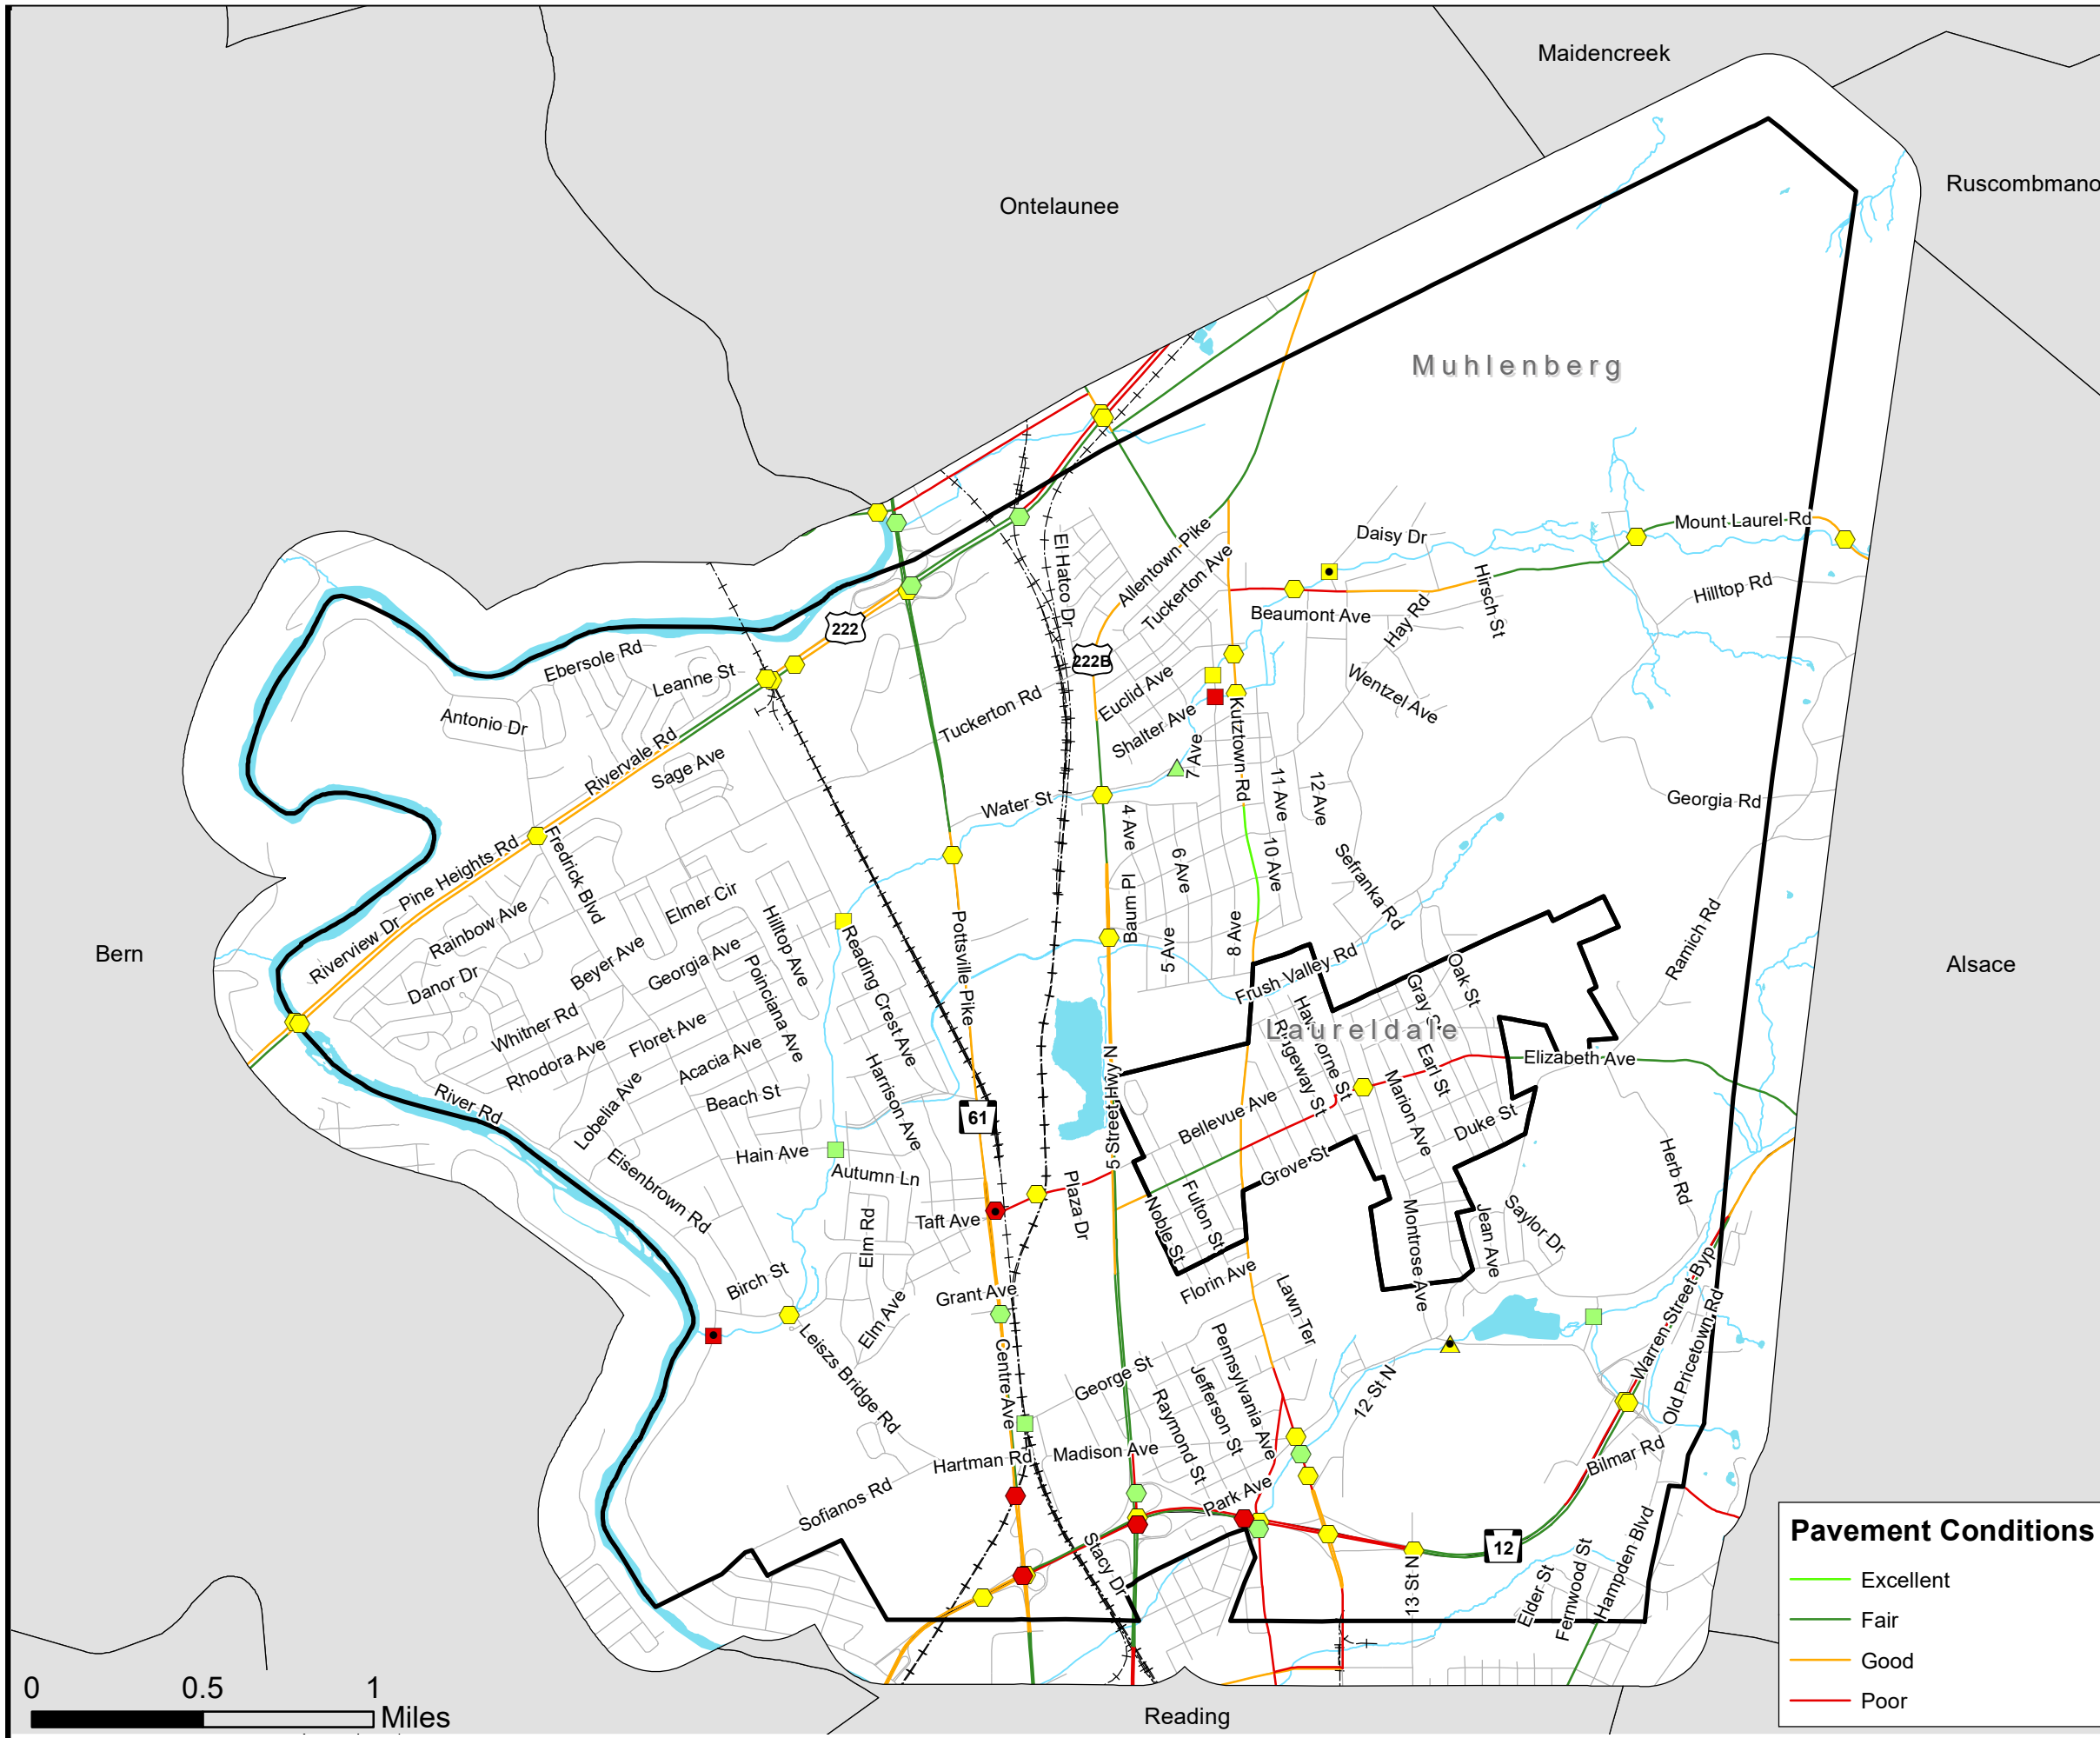 Maidencreek
Ruscombmano
Ontelaunee
Muhlenberg
Mount Laurel Rd
Daisy Dr
El Hatco Dr
Allentown Pike
Tuckerton Ave
Hirsch St
Hilltop Rd
Beaumont Ave
Hay Rd
222
222B
Ebersole Rd
Leanne St
Antonio Dr
Rivervale Rd
Sage Ave
Tuckerton Rd
Euclid Ave
Shalter Ave
7 Ave
Kutztown Rd
Wentzel Ave
11 Ave
12 Ave
Georgia Rd
Water St
4 Ave
6 Ave
10 Ave
Sefranka Rd
Pine Heights Rd
Fredrick Blvd
Riverview Dr
Rainbow Ave
Elmer Cir
Hilltop Ave
Baum Pl
5 Ave
8 Ave
Bern
Danor Dr
Beyer Ave
Georgia Ave
Poinciana Ave
Reading Crest Ave
Pottsville Pike
Frush Valley Rd
Oak St
Gray St
Ramich Rd
Alsace
Whitner Rd
Floret Ave
Rhodora Ave
Acacia Ave
Laureldale
Hawthorne St
Ridgeway St
Earl St
Elizabeth Ave
River Rd
Lobella Ave
Beach St
Harrison Ave
61
5 Street Hwy N
Bellevue Ave
Marion Ave
Duke St
Hain Ave
Autumn Ln
Eisenbrown Rd
Grove St
Herb Rd
Taft Ave
Elm Rd
Plaza Dr
Noble St
Fulton St
Montrose Ave
Jean Ave
Saylor Dr
Birch St
Grant Ave
Florin Ave
Lawn Ter
Elm Ave
Leiszs Bridge Rd
Centre Ave
George St
Pennsylvania Ave
Jefferson St
Raymond St
12 St N
Warren Street Byp
Old Pricetown Rd
Hartman Rd
Madison Ave
Bilmar Rd
Sofianos Rd
Park Ave
Stacy Dr
12
13 St N
Elder St
Fernwood St
Hampden Blvd
Reading
Pavement Conditions
Excellent
Fair
Good
Poor
0 0.5 1
Miles